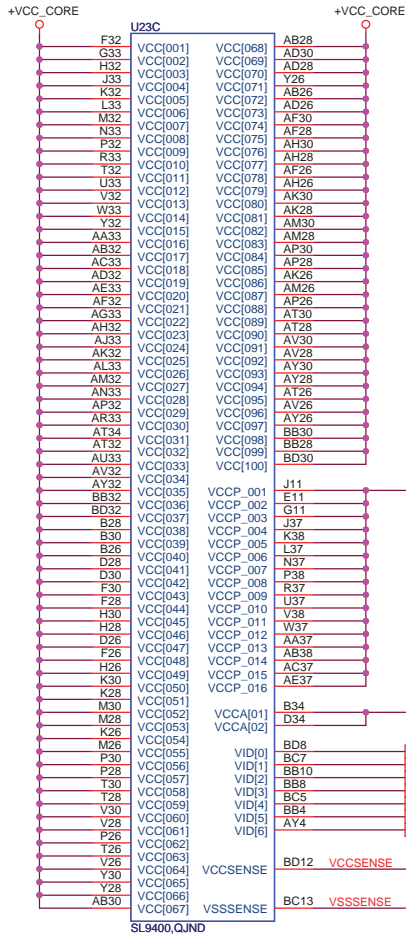 +VCC_CORE +VCC_CORE
U23C
F32 VCC[001] VCC[068] AB28
G33 VCC[002] VCC[069] AD30
H32 VCC[003] VCC[070] AD28
J33 VCC[004] VCC[071] Y26
K32 VCC[005] VCC[072] AB26
L33 VCC[006] VCC[073] AD26
M32 VCC[007] VCC[074] AF30
N33 VCC[008] VCC[075] AF28
P32 VCC[009] VCC[076] AH30
R33 VCC[010] VCC[077] AH28
T32 VCC[011] VCC[078] AF26
U33 VCC[012] VCC[079] AH26
V32 VCC[013] VCC[080] AK30
W33 VCC[014] VCC[081] AK28
Y32 VCC[015] VCC[082] AM30
AA33 VCC[016] VCC[083] AM28
AB32 VCC[017] VCC[084] AP30
AC33 VCC[018] VCC[085] AP28
AD32 VCC[019] VCC[086] AK26
AE33 VCC[020] VCC[087] AM26
AF32 VCC[021] VCC[088] AP26
AG33 VCC[022] VCC[089] AT30
AH32 VCC[023] VCC[090] AT28
AJ33 VCC[024] VCC[091] AV30
AK32 VCC[025] VCC[092] AV28
AL33 VCC[026] VCC[093] AY30
AM32 VCC[027] VCC[094] AY28
AN33 VCC[028] VCC[095] AT26
AP32 VCC[029] VCC[096] AV26
AR33 VCC[030] VCC[097] AY26
AT34 VCC[031] VCC[098] BB30
AT32 VCC[032] VCC[099] BB28
AU33 VCC[033] VCC[100] BD30
AV32 VCC[034]
AY32 VCC[035] VCCP_001 J11
BB32 VCC[036] VCCP_002 E11
BD32 VCC[037] VCCP_003 G11
B28 VCC[038] VCCP_004 J37
B30 VCC[039] VCCP_005 K38
B26 VCC[040] VCCP_006 L37
D28 VCC[041] VCCP_007 N37
D30 VCC[042] VCCP_008 P38
F30 VCC[043] VCCP_009 R37
F28 VCC[044] VCCP_010 U37
H30 VCC[045] VCCP_011 V38
H28 VCC[046] VCCP_012 W37
D26 VCC[047] VCCP_013 AA37
F26 VCC[048] VCCP_014 AB38
H26 VCC[049] VCCP_015 AC37
K30 VCC[050] VCCP_016 AE37
K28 VCC[051]
M30 VCC[052] VCCA[01] B34
M28 VCC[053] VCCA[02] D34
K26 VCC[054]
M26 VCC[055] VID[0] BD8
P30 VCC[056] VID[1] BC7
P28 VCC[057] VID[2] BB10
T30 VCC[058] VID[3] BB8
T28 VCC[059] VID[4] BC5
V30 VCC[060] VID[5] BB4
V28 VCC[061] VID[6] AY4
P26 VCC[062]
T26 VCC[063]
V26 VCC[064] VCCSENSE BD12 VCCSENSE
Y30 VCC[065]
Y28 VCC[066]
AB30 VCC[067] VSSSENSE BC13 VSSSENSE
SL9400,QJND